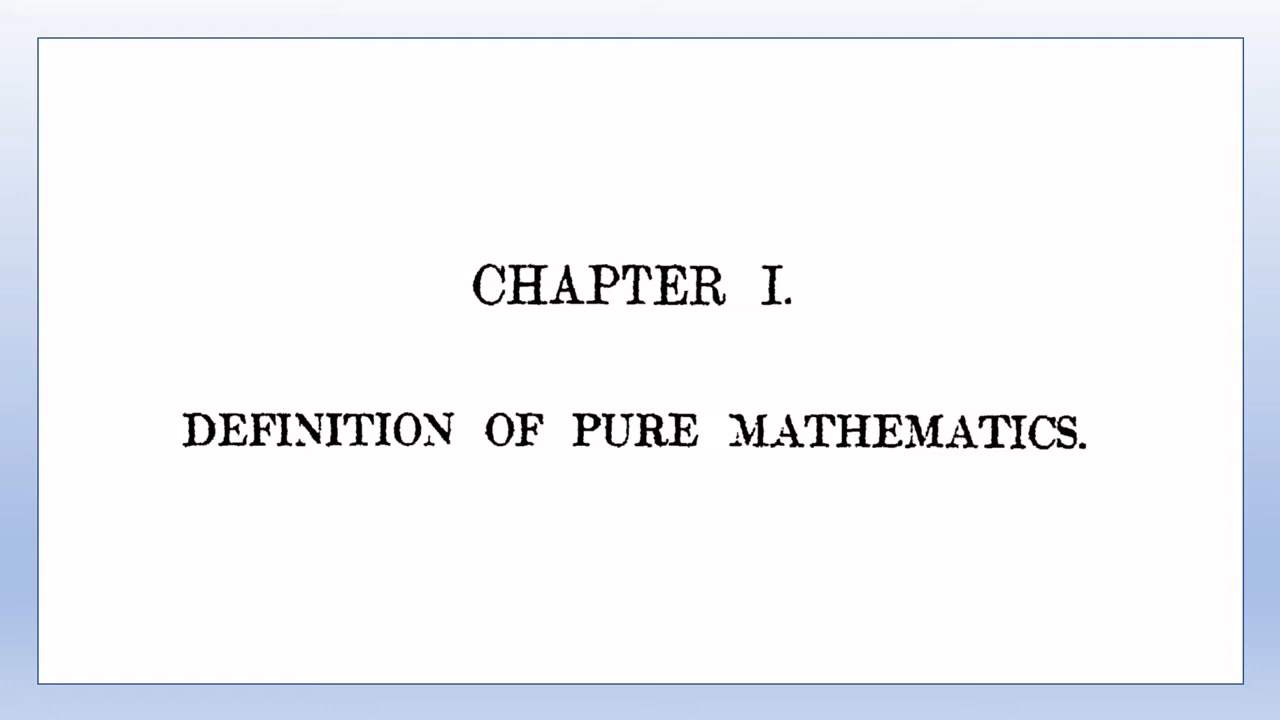 CHAPTER I.
DEFINITION OF PURE MATHEMATICS.